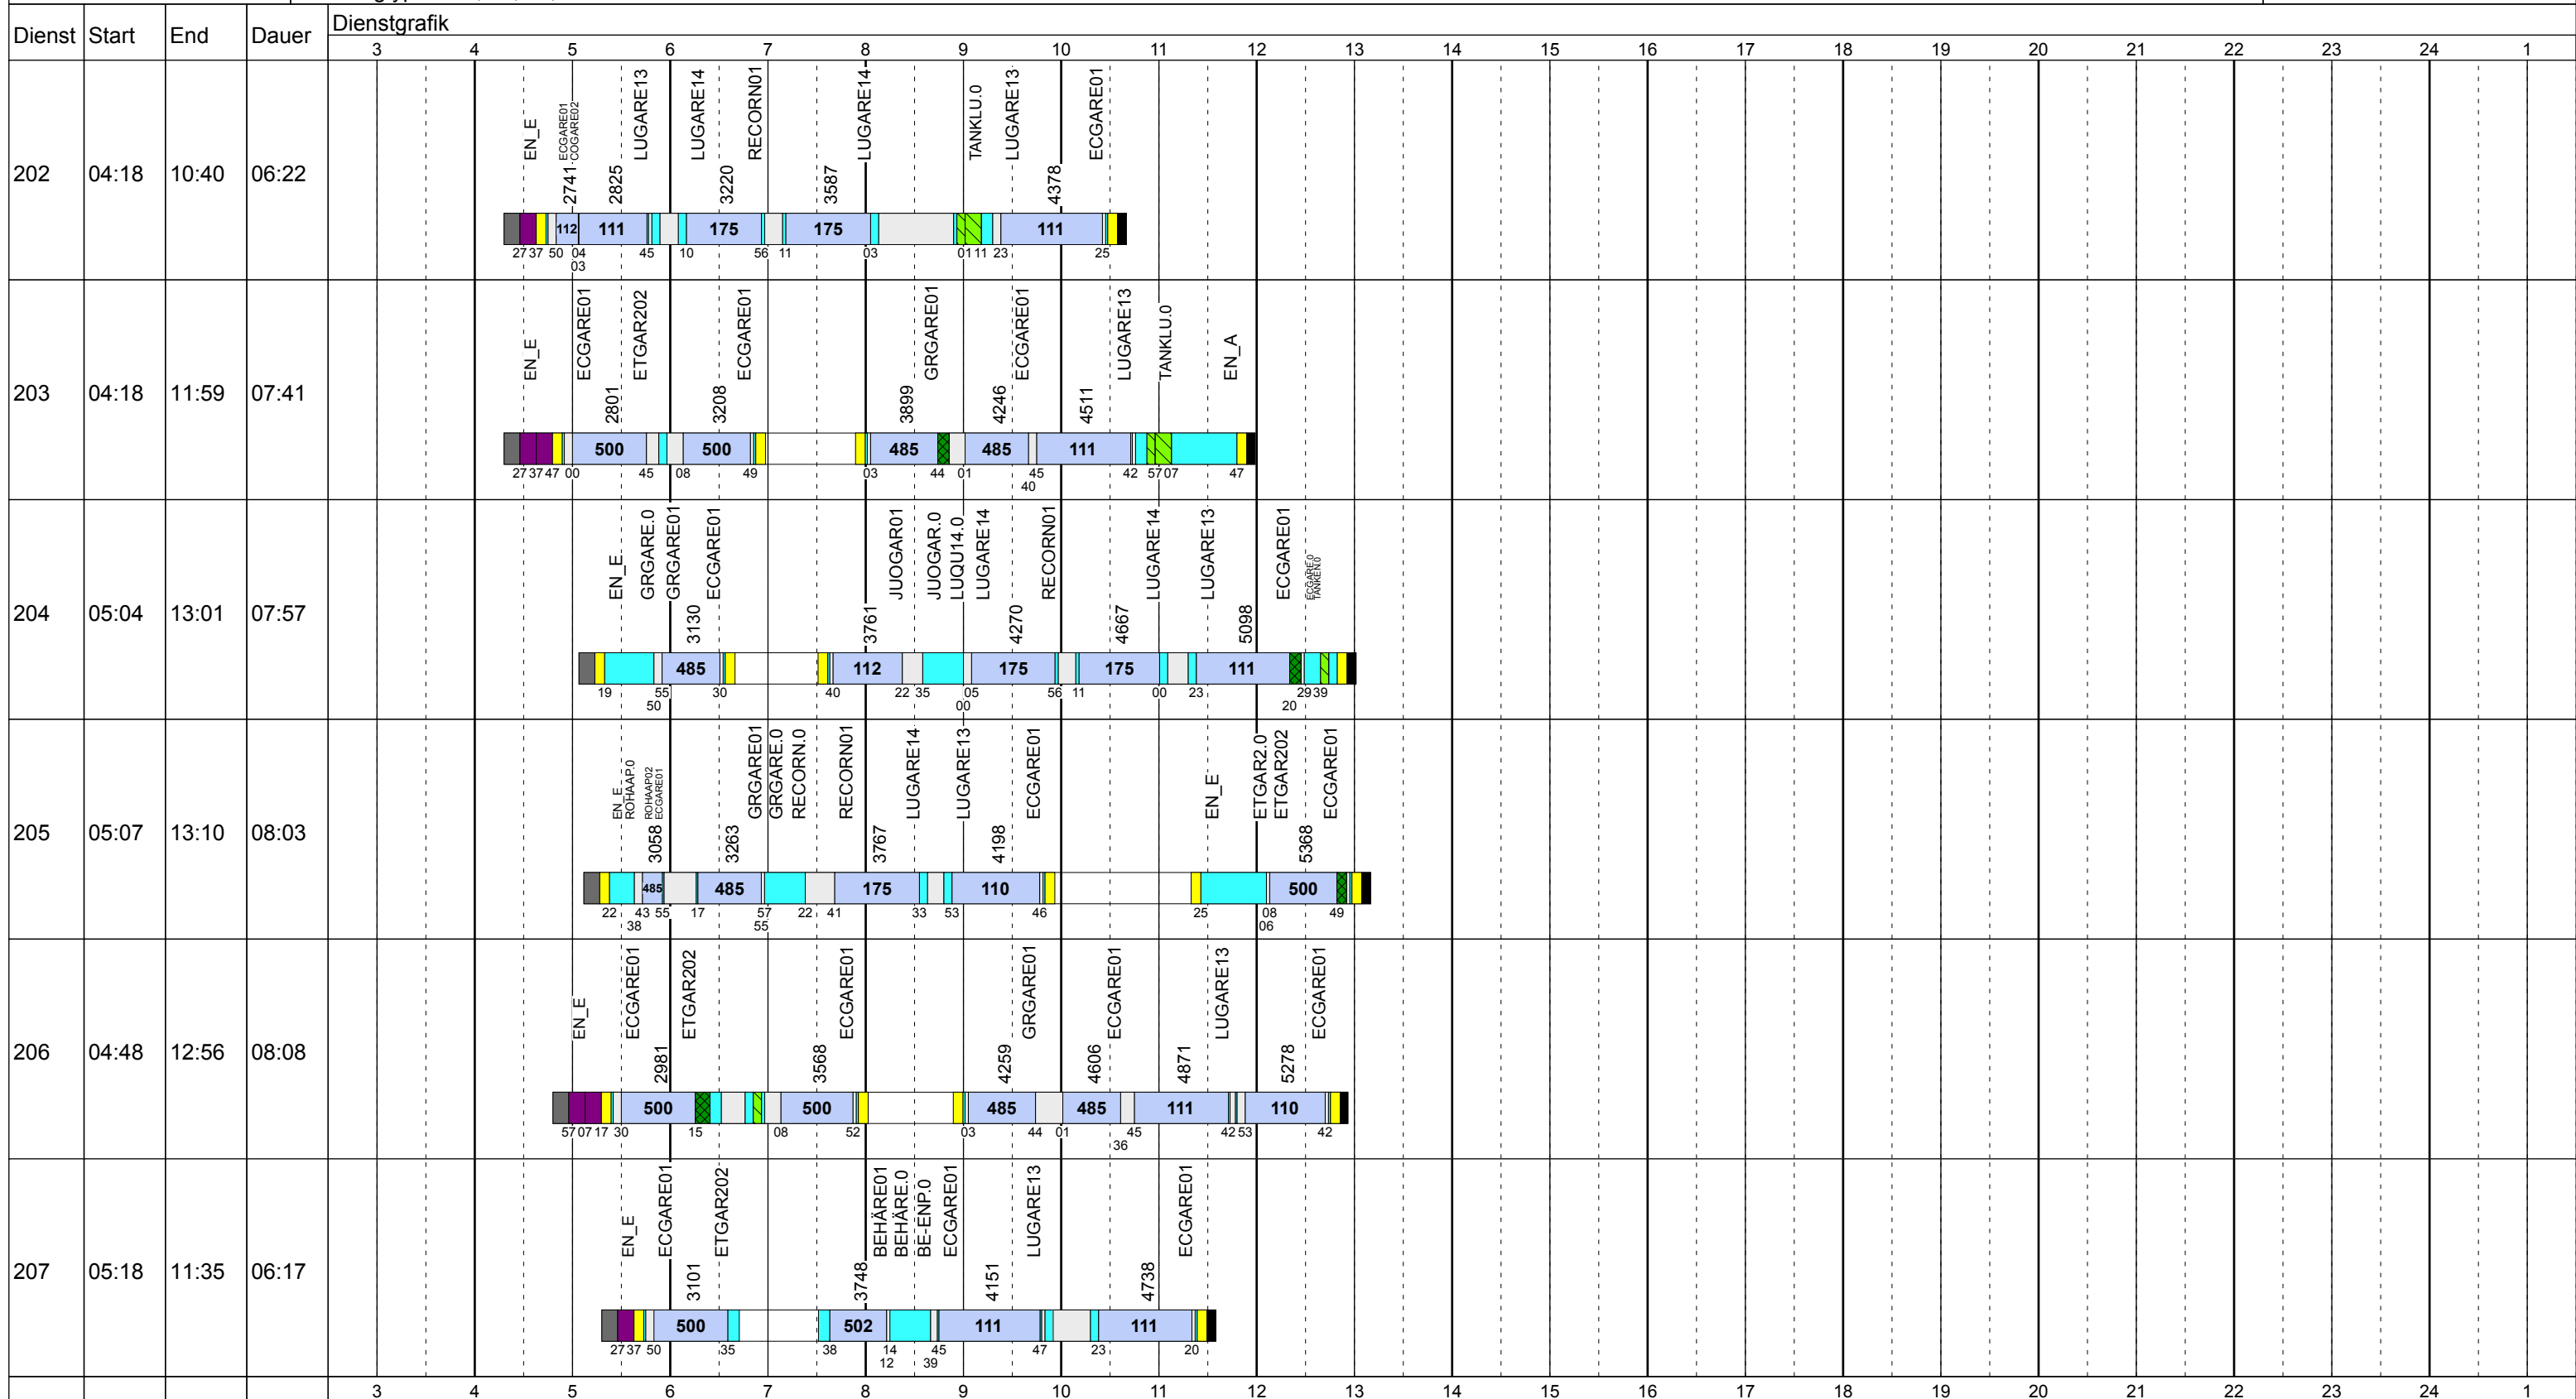 Dienst Start End Dauer Dienstgrafik
3 4 5 6 7 8 9 10 11 12 13 14 15 16 17 18 19 20 21 22 23 24 1
EN_E ECGARE01 COGARE02 LUGARE13 LUGARE14 RECORN01 LUGARE14 TANKLU.0 LUGARE13 ECGARE01
2741 2825 3220 3587 4378
202 04:18 10:40 06:22
112 111 175 175 111
27 37 50 04 45 10 56 11 03 01 11 23 25
03
EN_E ECGARE01 ETGAR202 ECGARE01 GRGARE01 ECGARE01 LUGARE13 TANKLU.0 EN_A
2801 3208 3899 4246 4511
203 04:18 11:59 07:41
500 500 485 485 111
27 37 47 00 45 08 49 03 44 01 45 42 57 07 47
40
EN_E GRGARE.0 GRGARE01 ECGARE01 JUOGAR01 JUOGAR.0 LUQU14.0 LUGARE14 RECORN01 LUGARE14 LUGARE13 ECGARE01 ECGARE.0 TANKEN.0
3130 3761 4270 4667 5098
204 05:04 13:01 07:57
485 112 175 175 111
19 55 30 40 22 35 05 56 11 00 23 29 39
50 00 20
EN_E ROHAAP.0 ROHAAP02 ECGARE01 GRGARE01 GRGARE.0 RECORN.0 RECORN01 LUGARE14 LUGARE13 ECGARE01 EN_E ETGAR2.0 ETGAR202 ECGARE01
3058 3263 3767 4198 5368
205 05:07 13:10 08:03
485 485 175 110 500
22 43 55 17 57 22 41 33 53 46 25 08 49
38 55 06
EN_E ECGARE01 ETGAR202 ECGARE01 GRGARE01 ECGARE01 LUGARE13 ECGARE01
2981 3568 4259 4606 4871 5278
206 04:48 12:56 08:08
500 500 485 485 111 110
57 07 17 30 15 08 52 03 44 01 45 42 53 42
36
EN_E ECGARE01 ETGAR202 BEHÄRE01 BEHÄRE.0 BE-ENP.0 ECGARE01 LUGARE13 ECGARE01
3101 3748 4151 4738
207 05:18 11:35 06:17
500 502 111 111
27 37 50 35 38 14 45 47 23 20
12 39
3 4 5 6 7 8 9 10 11 12 13 14 15 16 17 18 19 20 21 22 23 24 1